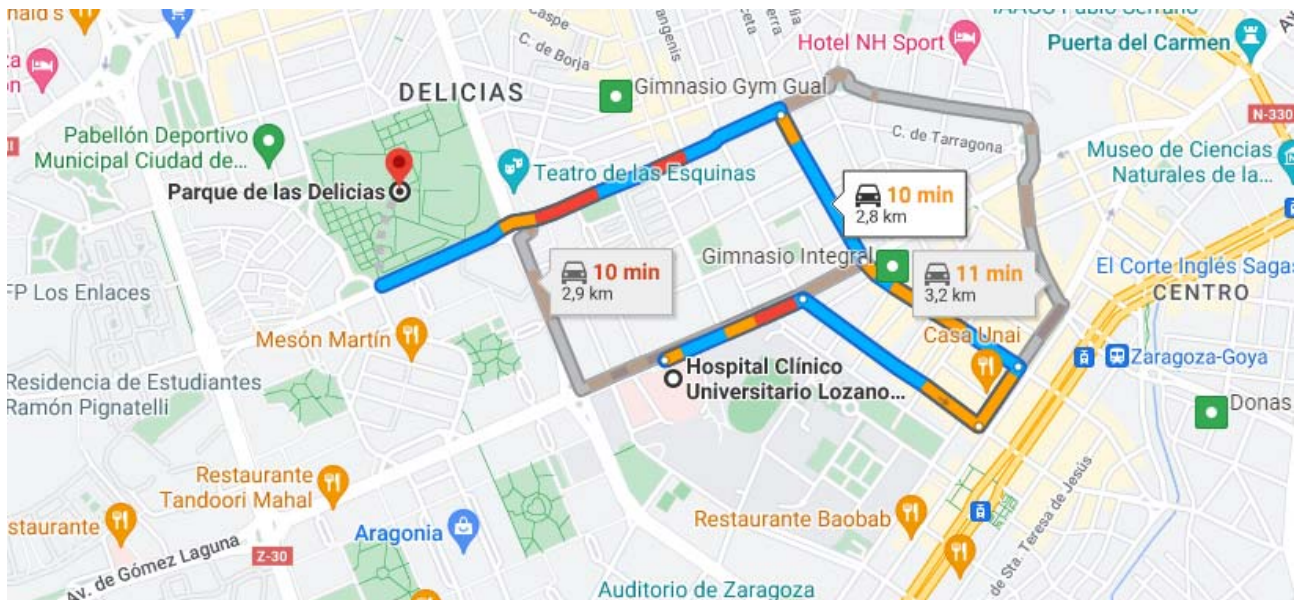 nald's
Caspe
C. de Borja
Hotel NH Sport
Puerta del Carmen
DELICIAS
Gimnasio Gym Gual
N-330
C. de Tarragona
Pabellón Deportivo
Municipal Ciudad de...
Museo de Ciencias
Naturales de la...
Teatro de las Esquinas
Parque de las Delicias
10 min
2,8 km
Gimnasio Integral
10 min
2,9 km
11 min
3,2 km
El Corte Inglés Sagas
CENTRO
FP Los Enlaces
Mesón Martín
Casa Unai
Zaragoza-Goya
Hospital Clínico
Universitario Lozano...
Residencia de Estudiantes
Ramón Pignatelli
Donas
Restaurante
Tandoori Mahal
staurante
Aragonia
Restaurante Baobab
de Sta. Teresa de Jesús
Z-30
Av. de Gómez Laguna
Auditorio de Zaragoza